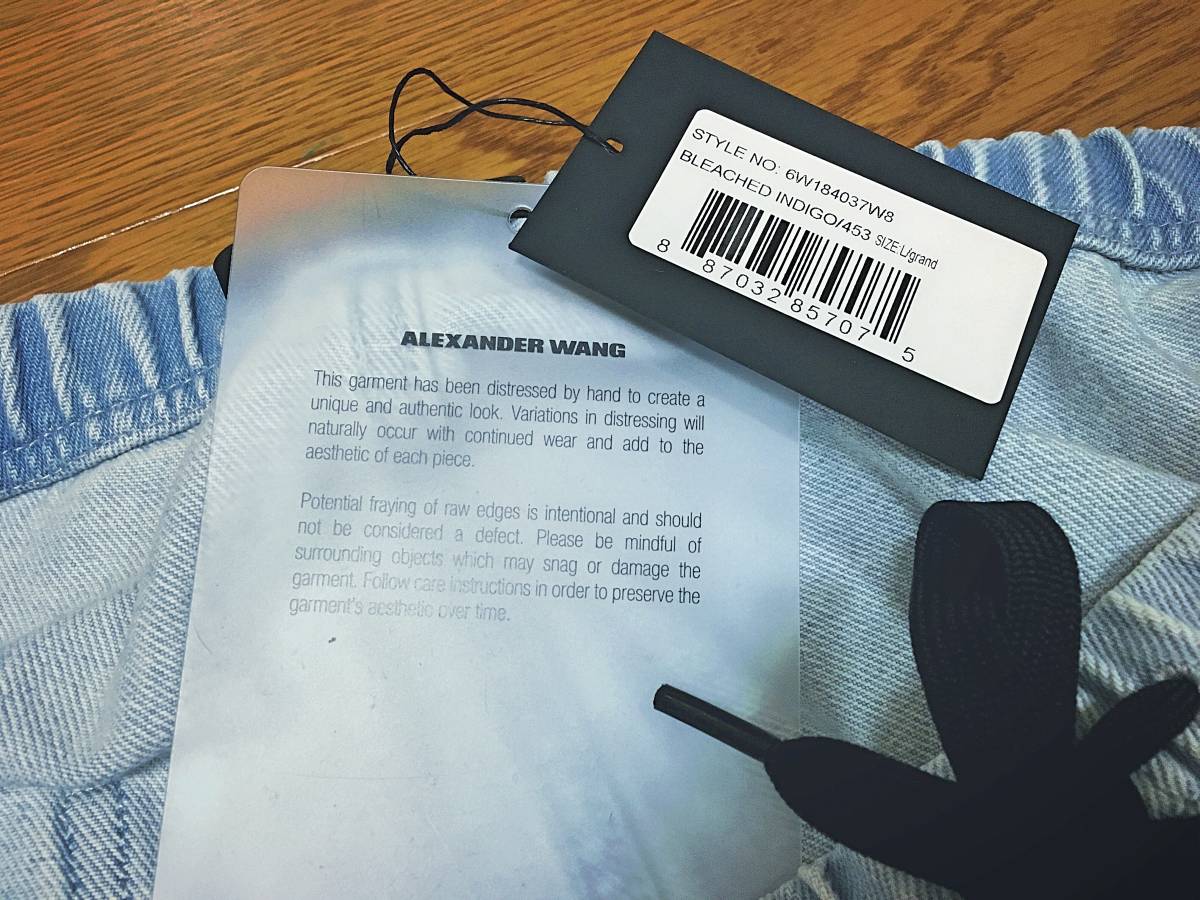 STYLE NO: 6W184037W8
BLEACHED INDIGO/453 SIZE:L/grand
8 87032 85707 5
ALEXANDER WANG
This garment has been distressed by hand to create a
unique and authentic look. Variations in distressing will
naturally occur with continued wear and add to the
aesthetic of each piece.
Potential fraying of raw edges is intentional and should
not be considered a defect. Please be mindful of
surrounding objects which may snag or damage the
garment. Follow care instructions in order to preserve the
garment's aesthetic over time.